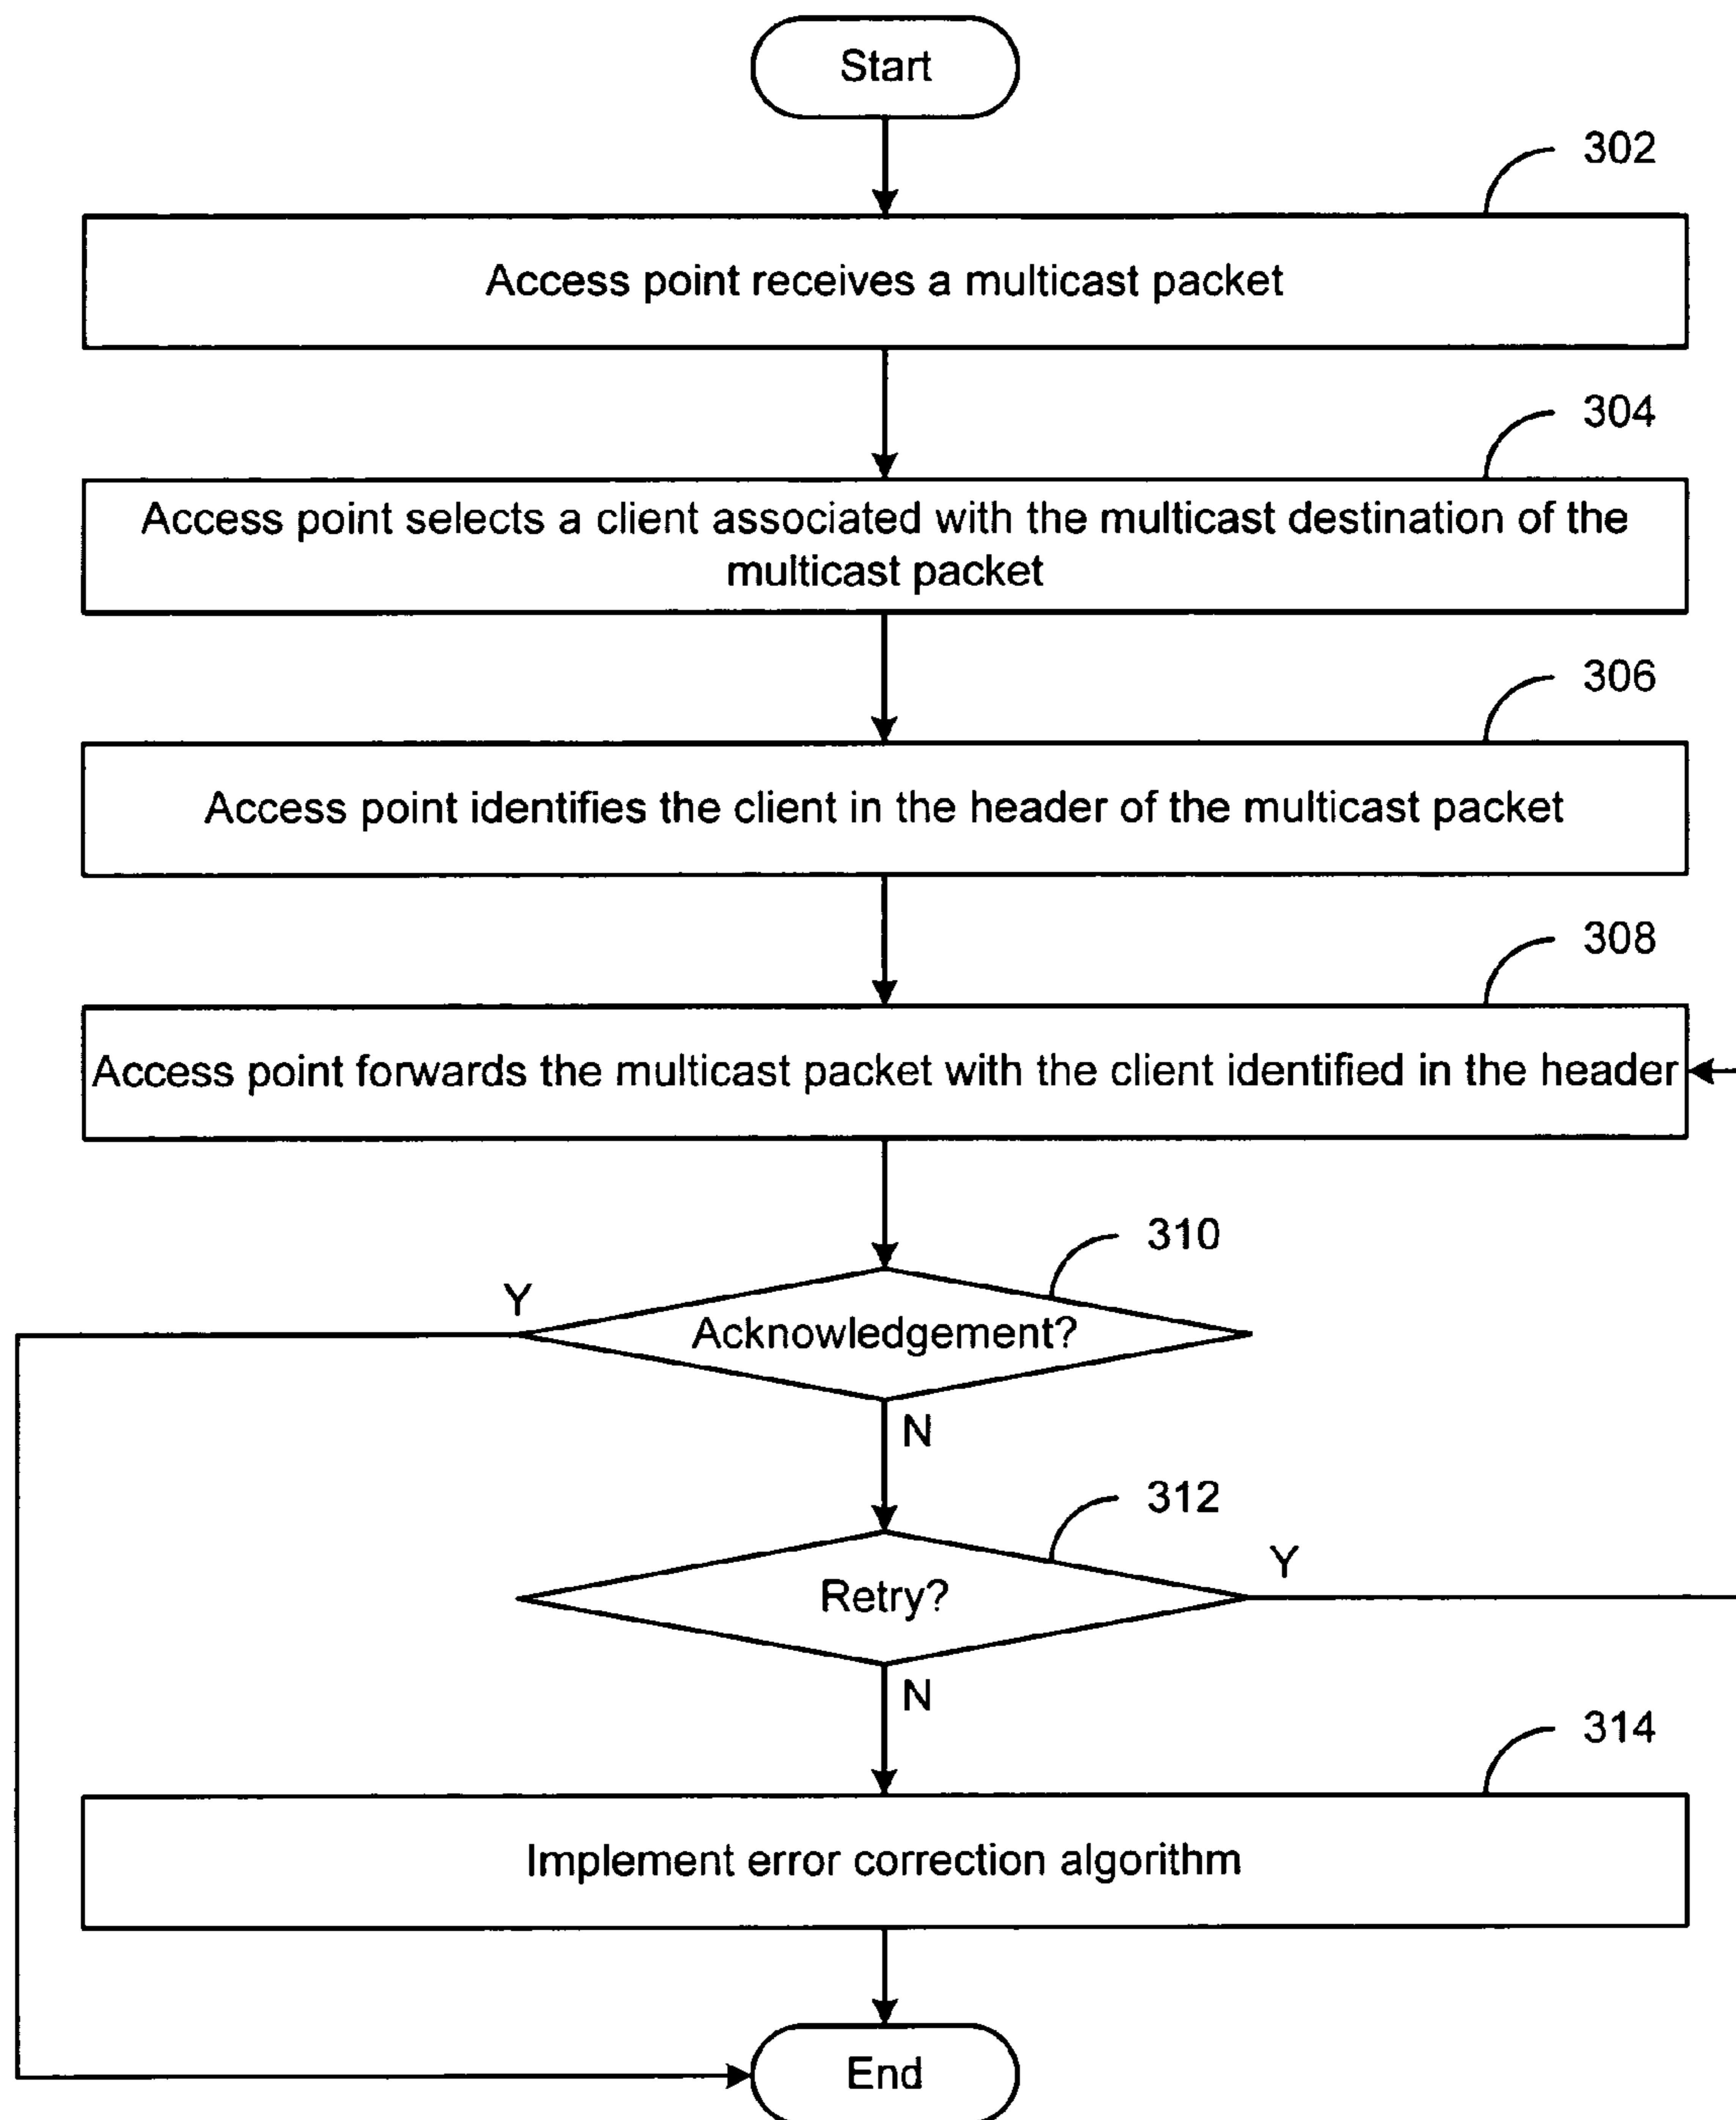 Start
302
Access point receives a multicast packet
304
Access point selects a client associated with the multicast destination of the
multicast packet
306
Access point identifies the client in the header of the multicast packet
308
Access point forwards the multicast packet with the client identified in the header
310
Y
Acknowledgement?
N
312
Y
Retry?
N
314
Implement error correction algorithm
End